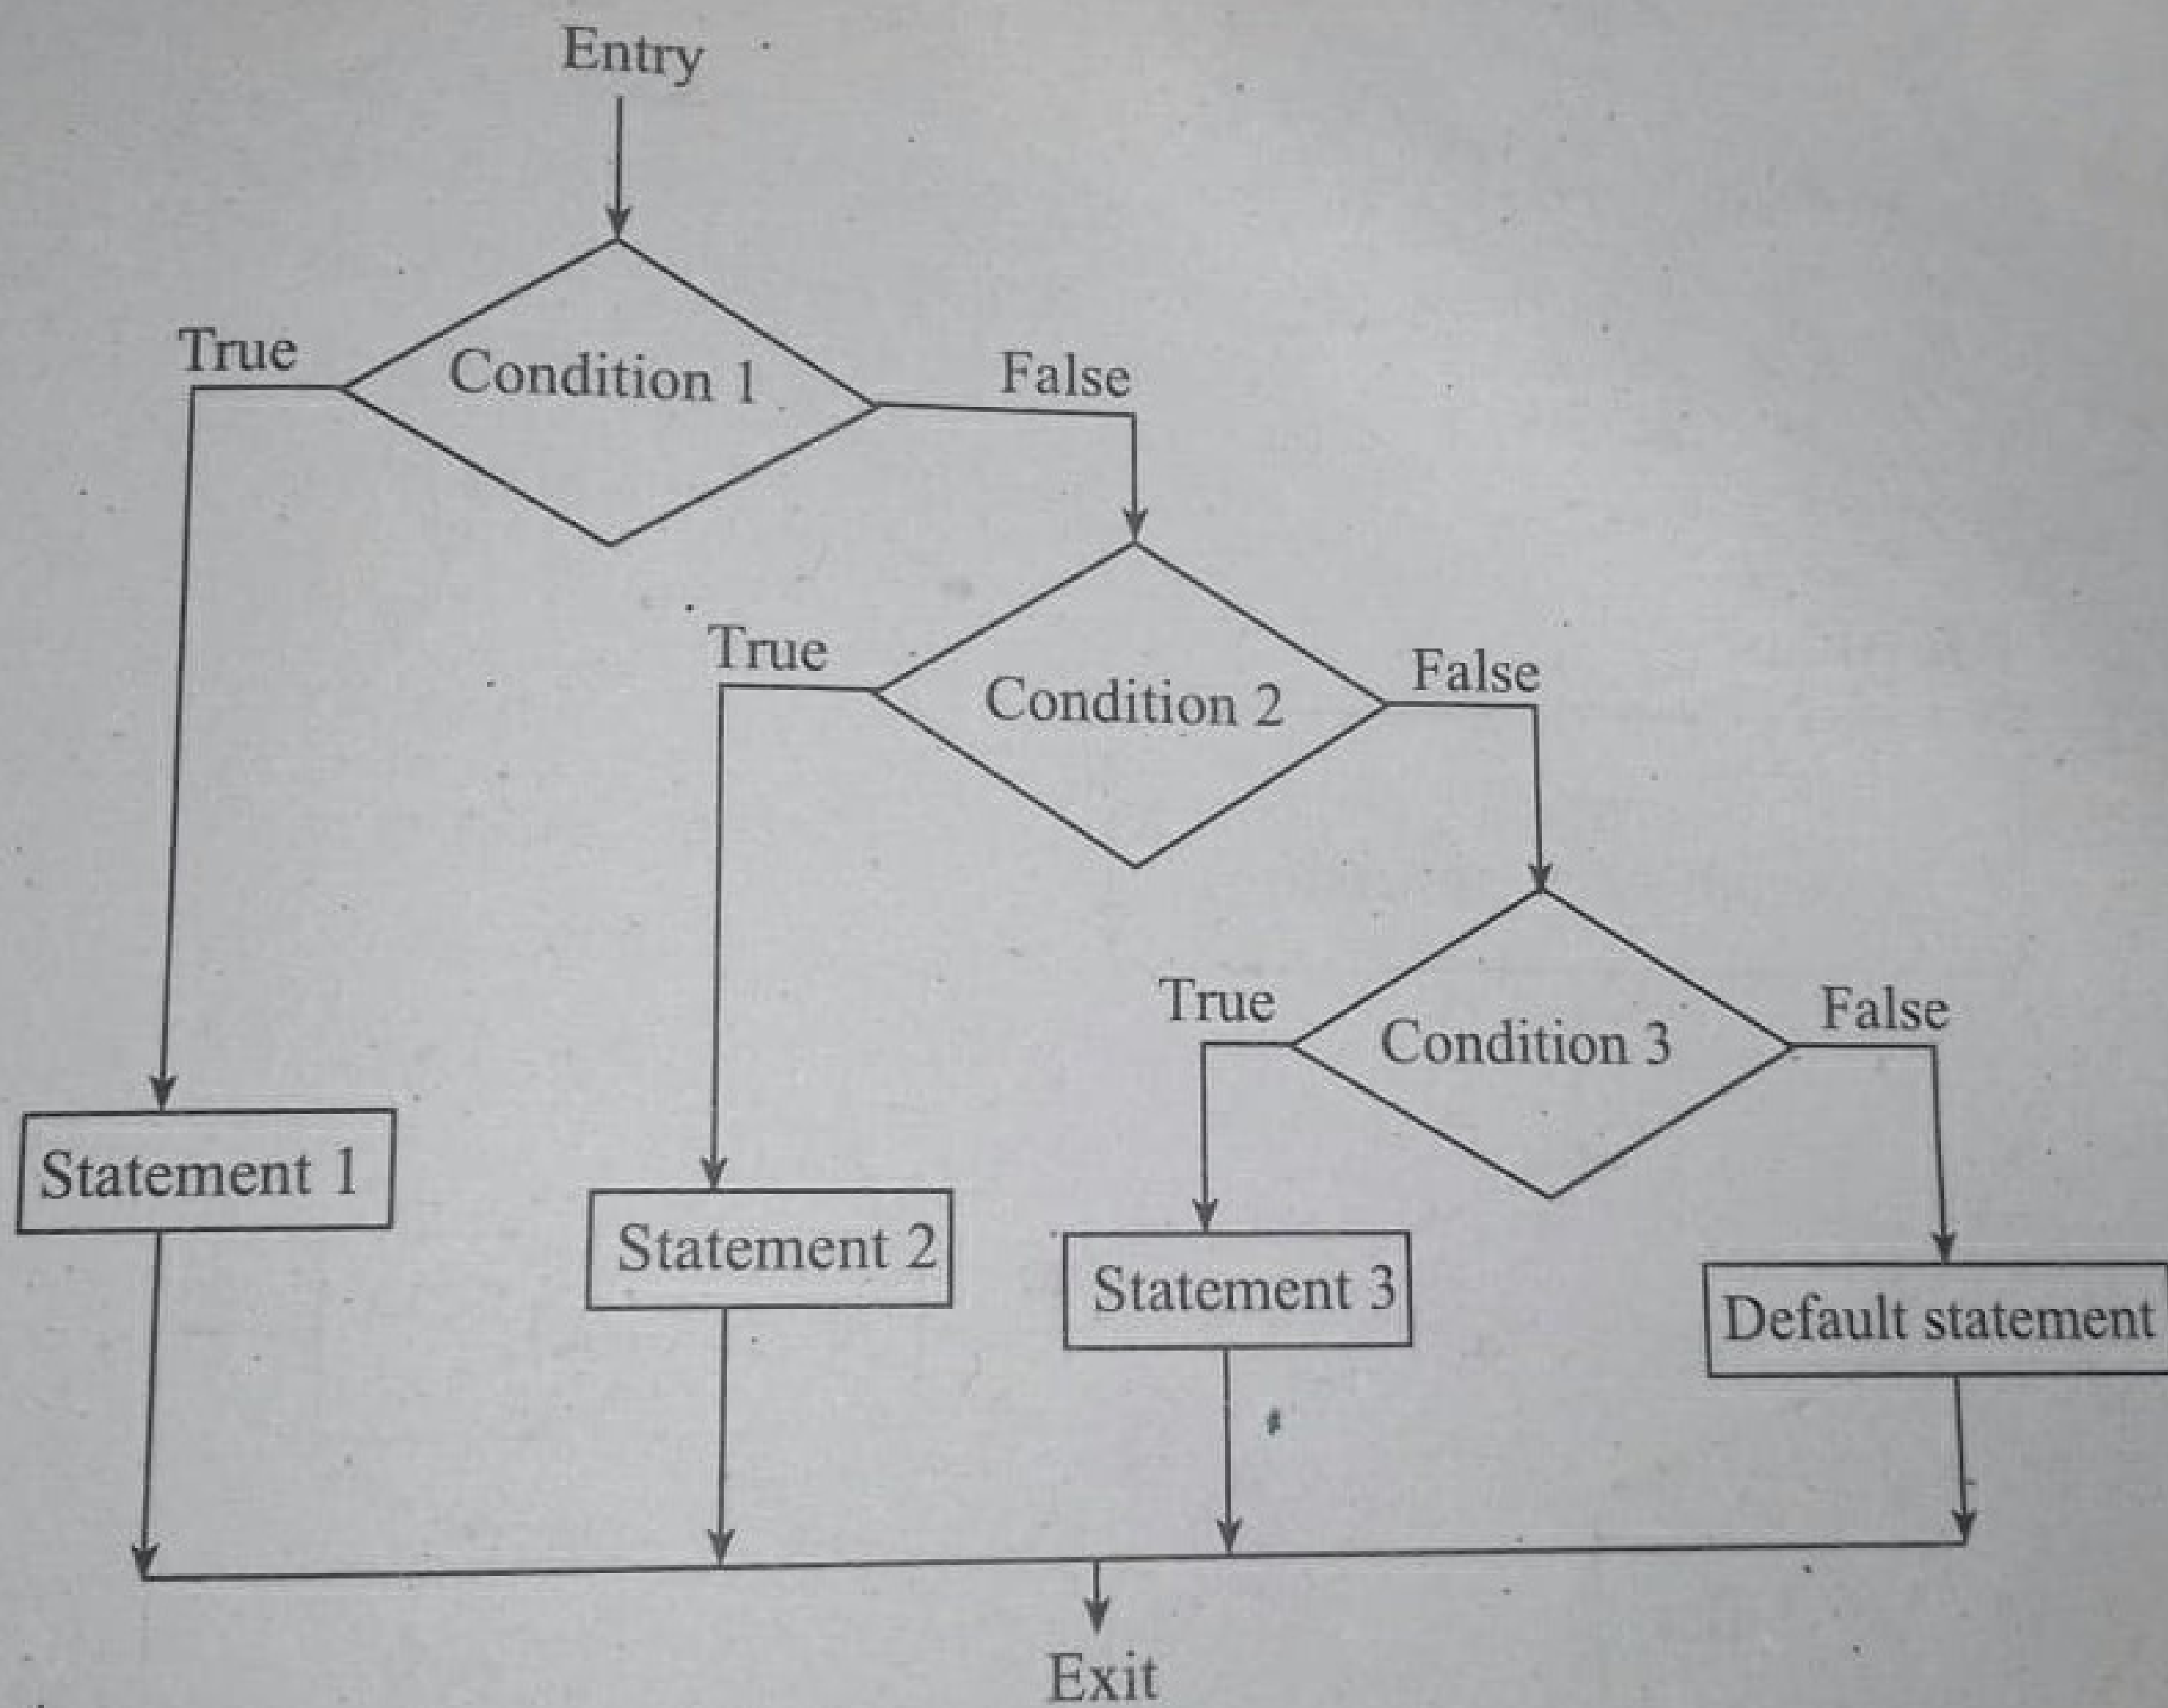 Entry
True
Condition 1
False
True
Condition 2
False
True
Condition 3
False
Statement 1
Statement 2
Statement 3
Default statement
Exit